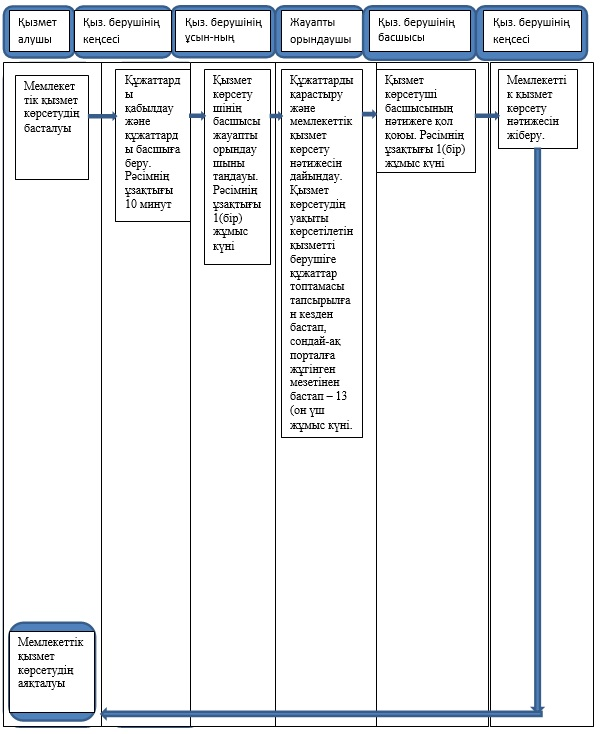 Қызмет
алушы
Қыз. берушінің
кеңсесі
Қыз. берушінің
ұсын-ның
Жауапты
орындаушы
Қыз. берушінің
басшысы
Қыз. берушінің
кеңсесі
Мемлекет
тік қызмет
көрсетудің
басталуы
Құжаттард
ы
қабылдау
және
құжаттар
ды басшыға
беру.
Рәсімнің
ұзақтығы
10 минут
Қызмет
көрсету
шінің
басшысы
жауапты
орындау
шыны
таңдауы.
Рәсімнің
ұзақтығы
1(бір)
жұмыс
күні
Құжаттарды
қарастыру
және
мемлекеттік
қызмет
көрсету
нәтижесін
дайындау.
Қызмет
көрсетудің
уақыты
көрсетілетін
қызметті
берушіге
құжаттар
топтамасы
тапсырылға
н кезден
бастап,
сондай-ақ
порталға
жүгінген
мезетінен
бастап – 13
(он үш
жұмыс күні.
Қызмет
көрсетуші
басшысының
нәтижеге қол
қоюы. Рәсімнің
ұзақтығы 1(бір)
жұмыс күні
Мемлекетті
к қызмет
көрсету
нәтижесін
жіберу.
Мемлекеттік
қызмет
көрсетудің
аяқталуы